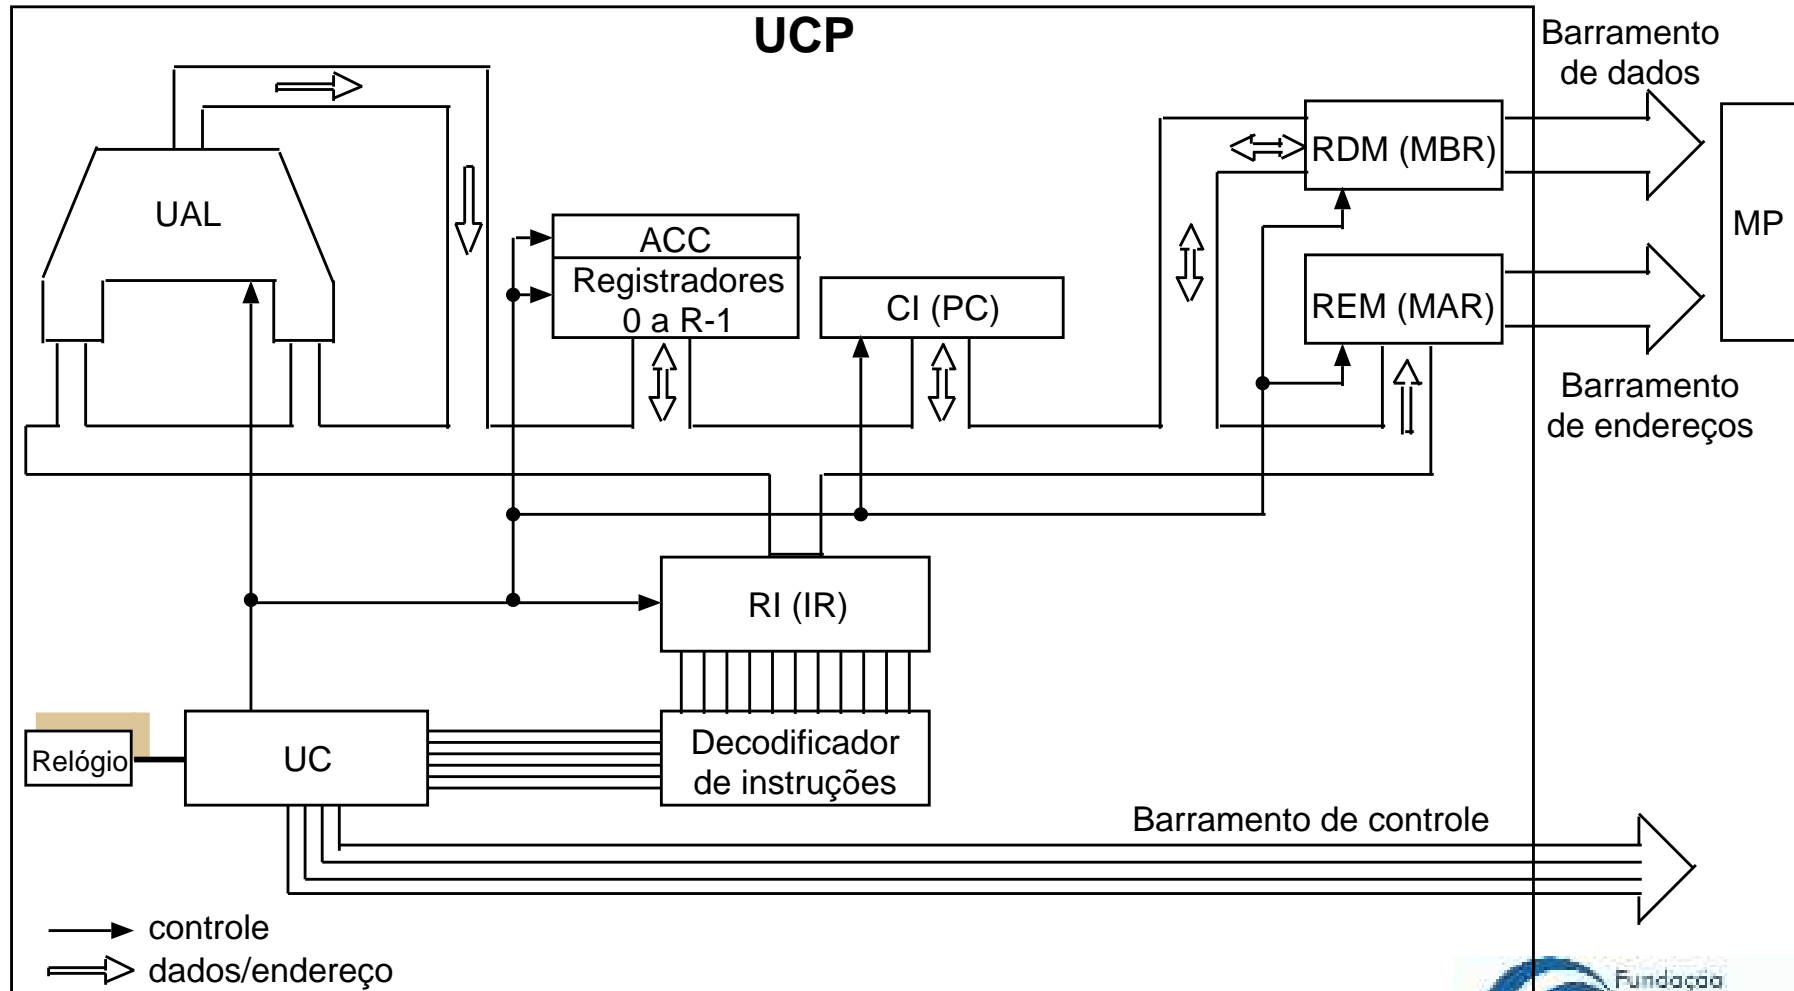 UCP
Barramento
de dados
UAL
RDM (MBR)
MP
ACC
Registradores
0 a R-1
CI (PC)
REM (MAR)
Barramento
de endereços
RI (IR)
Relógio
UC
Decodificador
de instruções
Barramento de controle
controle
dados/endereço
Fundação